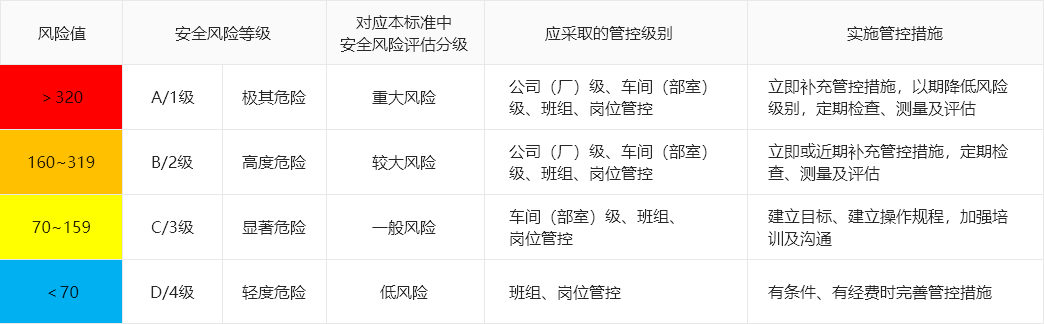 风险值
安全风险等级
对应本标准中
安全风险评估分级
应采取的管控级别
实施管控措施
＞320
A/1级
极其危险
重大风险
公司（厂）级、车间（部室）
级、班组、岗位管控
立即补充管控措施，以期降低风险
级别，定期检查、测量及评估
160~319
B/2级
高度危险
较大风险
公司（厂）级、车间（部室）
级、班组、岗位管控
立即或近期补充管控措施，定期检
查、测量及评估
70~159
C/3级
显著危险
一般风险
车间（部室）级、班组、
岗位管控
建立目标、建立操作规程，加强培
训及沟通
＜70
D/4级
轻度危险
低风险
班组、岗位管控
有条件、有经费时完善管控措施